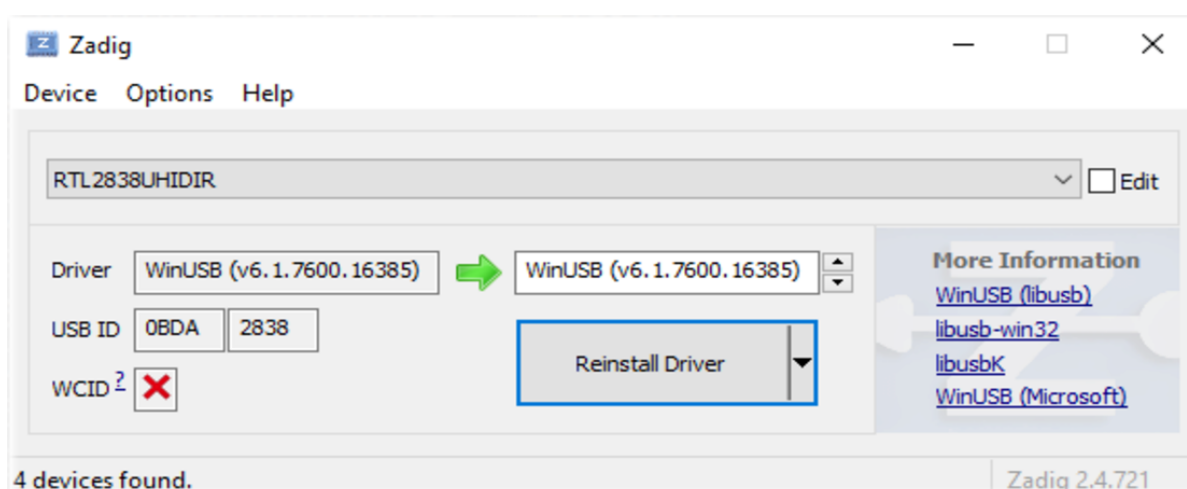 Zadig
Device Options Help
RTL2838UHIDIR
Edit
Driver WinUSB (v6.1.7600.16385) WinUSB (v6.1.7600.16385)
USB ID 0BDA 2838
WCID ?
Reinstall Driver
More Information
WinUSB (libusb)
libusb-win32
libusbK
WinUSB (Microsoft)
4 devices found.
Zadig 2.4.721